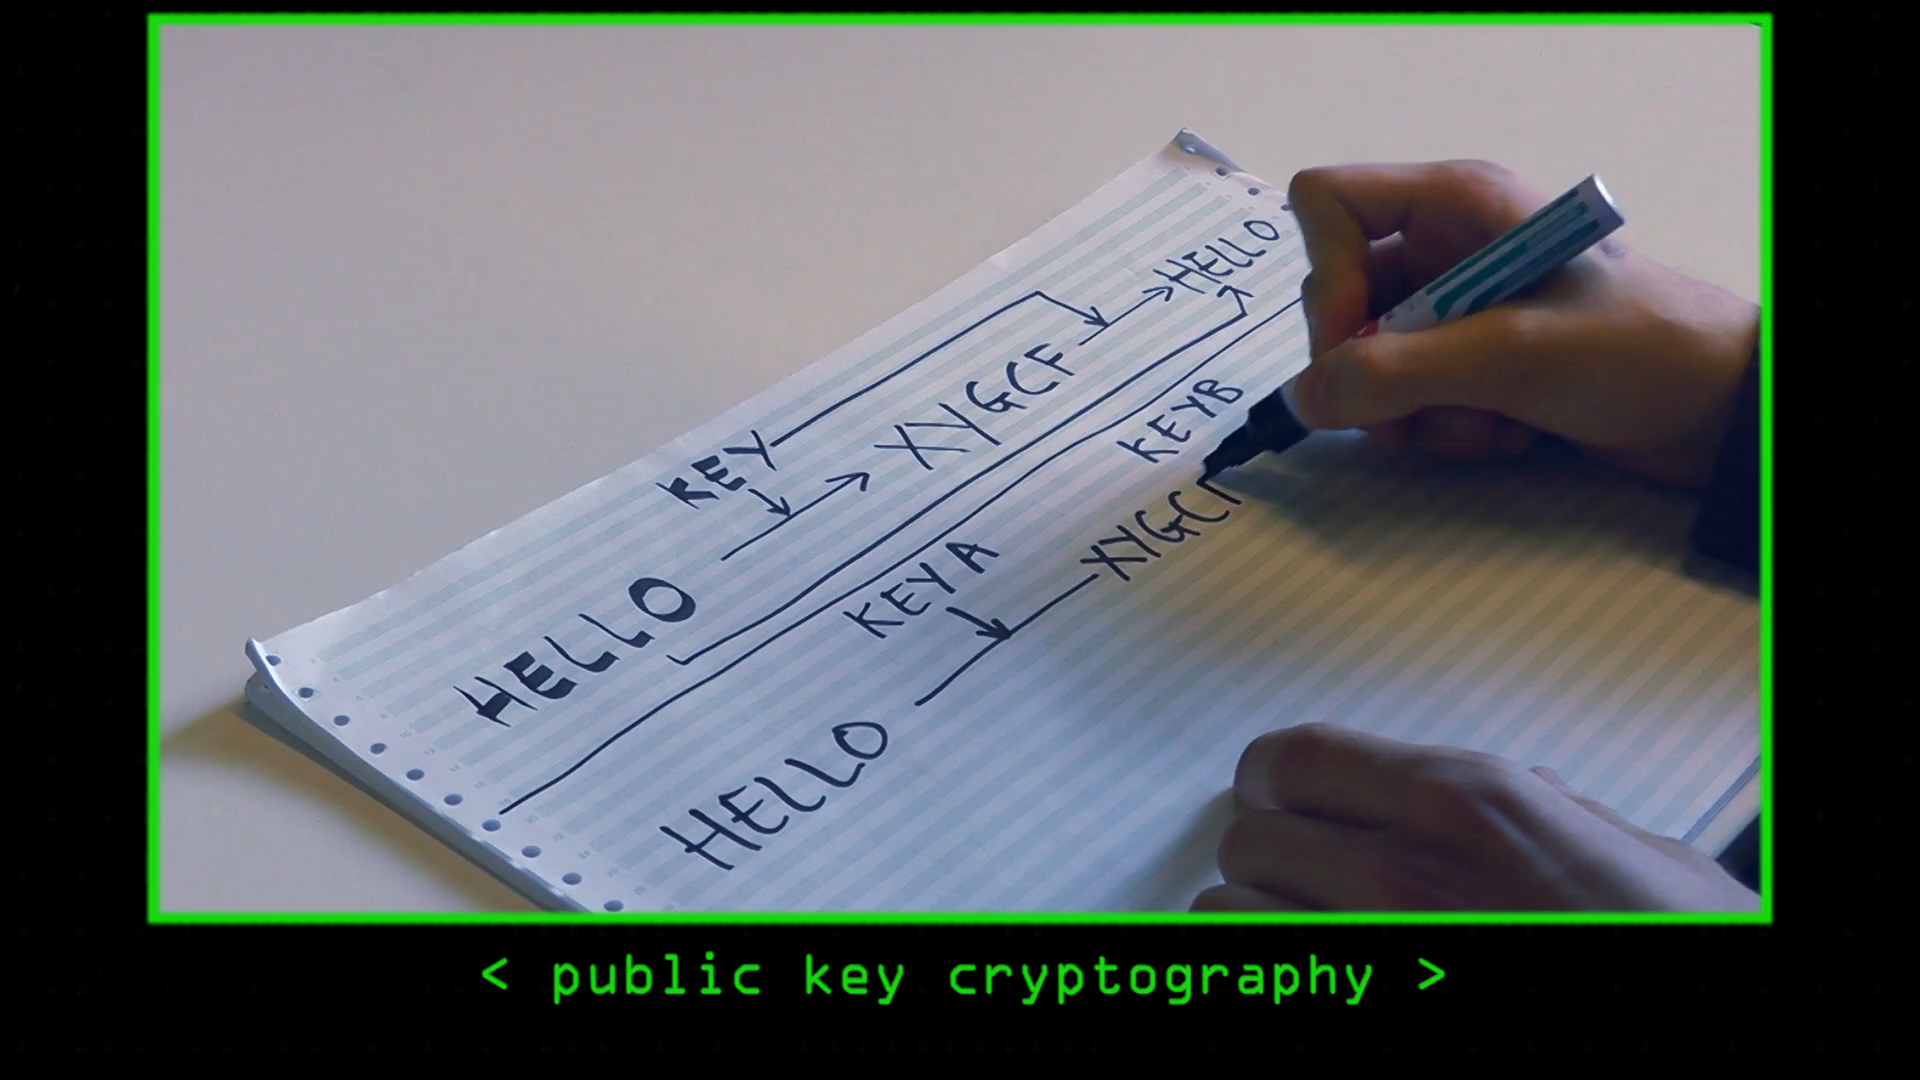 KEY
HELLO XYGCF HELLO
KEY A KEY B
HELLO XYGC
< public key cryptography >